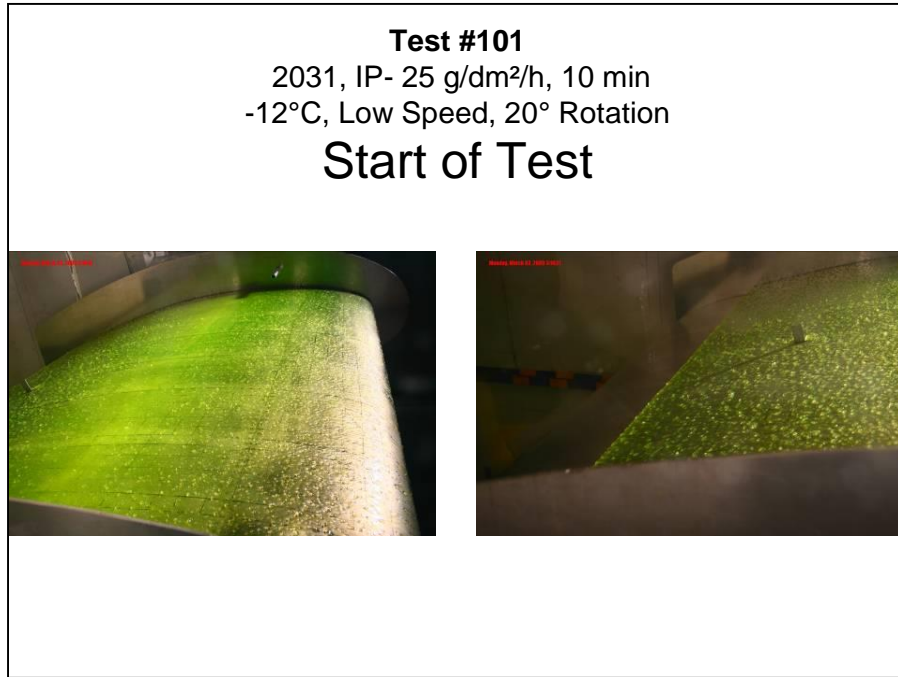 Test #101
2031, IP- 25 g/dm²/h, 10 min
-12°C, Low Speed, 20° Rotation
Start of Test